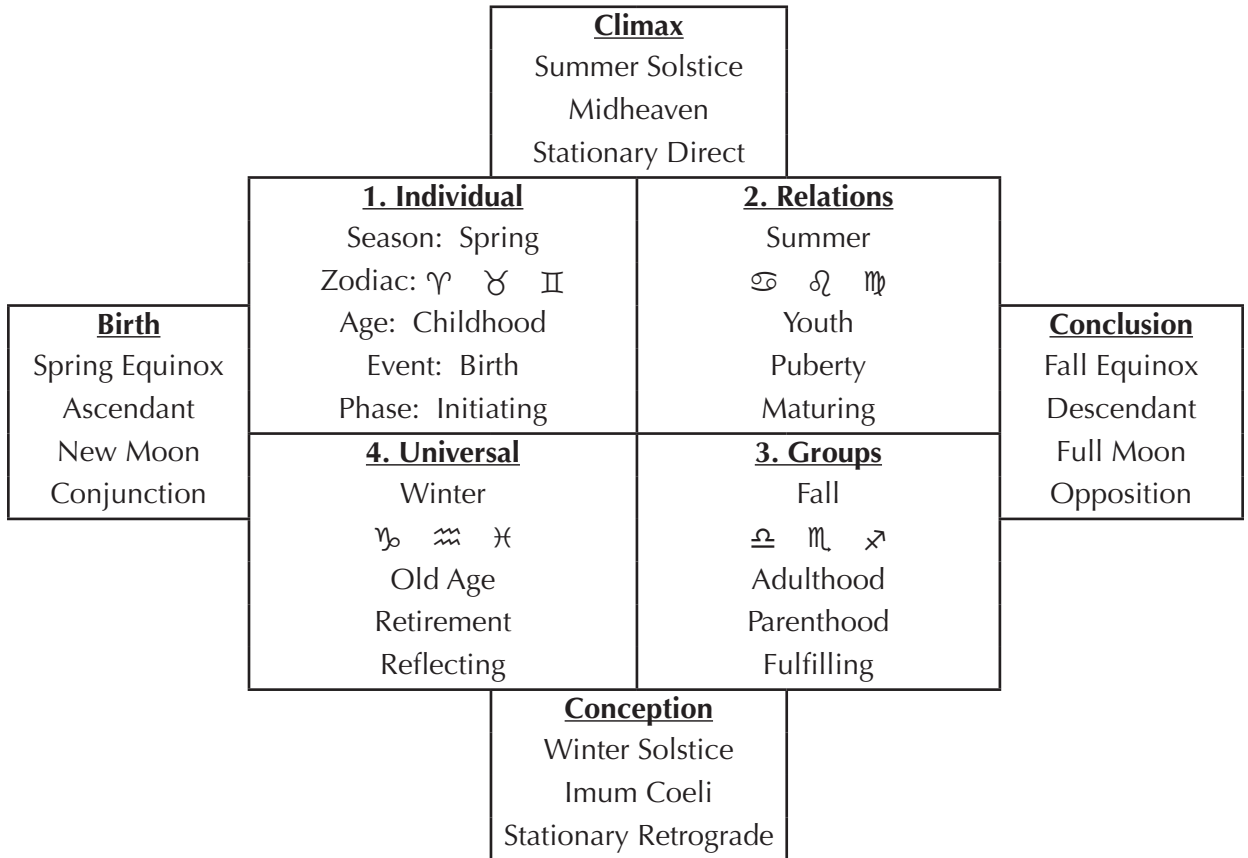 Climax
Summer Solstice
Midheaven
Stationary Direct
1. Individual
Season: Spring
Zodiac: ♈ ♉ ♊
Age: Childhood
Event: Birth
Phase: Initiating
2. Relations
Summer
♋ ♌ ♍
Youth
Puberty
Maturing
Birth
Spring Equinox
Ascendant
New Moon
Conjunction
Conclusion
Fall Equinox
Descendant
Full Moon
Opposition
4. Universal
Winter
♑ ♒ ♓
Old Age
Retirement
Reflecting
3. Groups
Fall
♎ ♏ ♐
Adulthood
Parenthood
Fulfilling
Conception
Winter Solstice
Imum Coeli
Stationary Retrograde